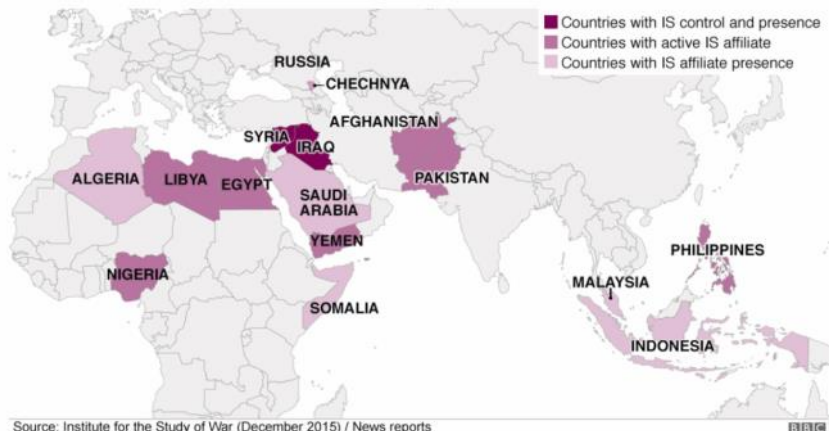 Countries with IS control and presence
Countries with active IS affiliate
Countries with IS affiliate presence
RUSSIA
CHECHNYA
AFGHANISTAN
SYRIA
IRAQ
PAKISTAN
ALGERIA
LIBYA
EGYPT
SAUDI
ARABIA
YEMEN
NIGERIA
SOMALIA
PHILIPPINES
MALAYSIA
INDONESIA
Source: Institute for the Study of War (December 2015) / News reports
BBC